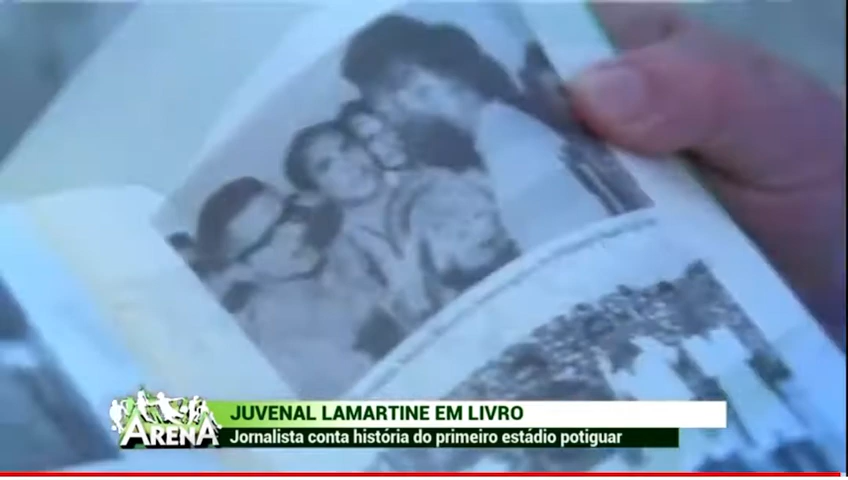 JUVENAL LAMARTINE EM LIVRO
ARENA
Jornalista conta história do primeiro estádio potiguar